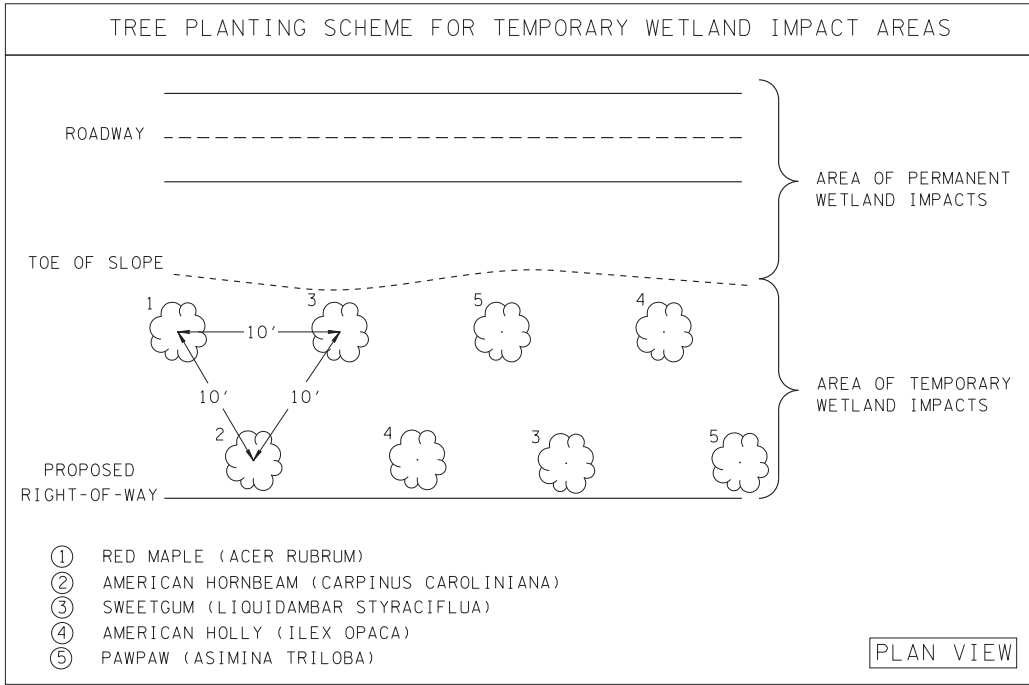 TREE PLANTING SCHEME FOR TEMPORARY WETLAND IMPACT AREAS
ROADWAY
AREA OF PERMANENT
WETLAND IMPACTS
TOE OF SLOPE
1
3
5
4
10'
10'
10'
AREA OF TEMPORARY
WETLAND IMPACTS
2
4
3
5
PROPOSED
RIGHT-OF-WAY
1 RED MAPLE (ACER RUBRUM)
2 AMERICAN HORNBEAM (CARPINUS CAROLINIANA)
3 SWEETGUM (LIQUIDAMBAR STYRACIFLUA)
4 AMERICAN HOLLY (ILEX OPACA)
5 PAWPAW (ASIMINA TRILOBA)
PLAN VIEW